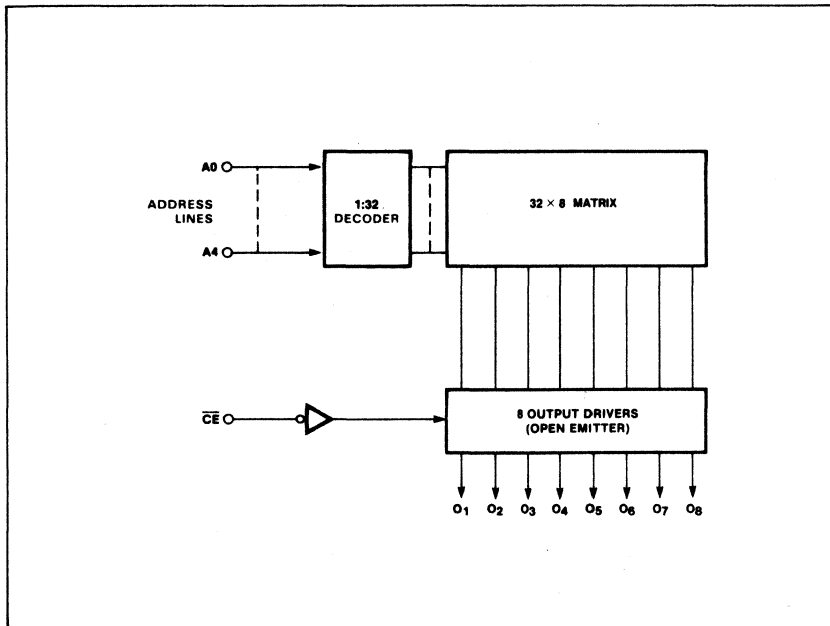 A0
ADDRESS
LINES
A4
1:32
DECODER
32 × 8 MATRIX
C̅E̅
8 OUTPUT DRIVERS
(OPEN EMITTER)
O1 O2 O3 O4 O5 O6 O7 O8